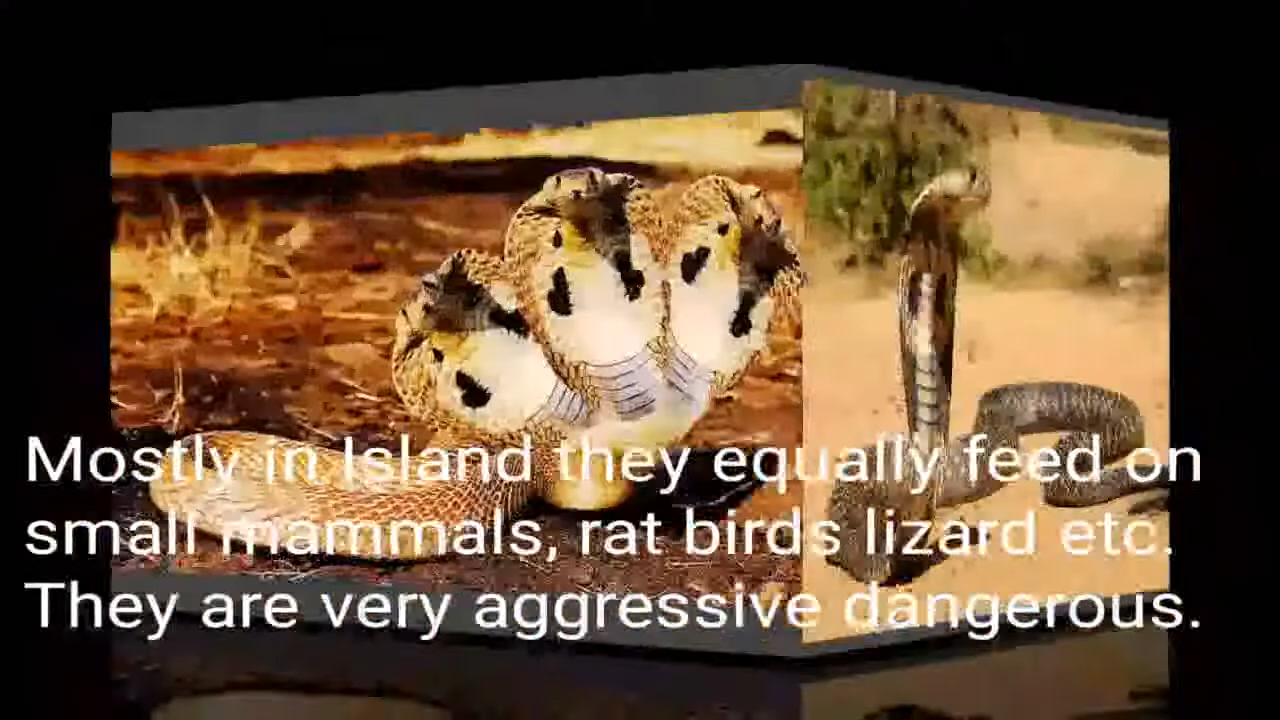 Mostly in Island they equally feed on
small mammals, rat birds lizard etc.
They are very aggressive dangerous.